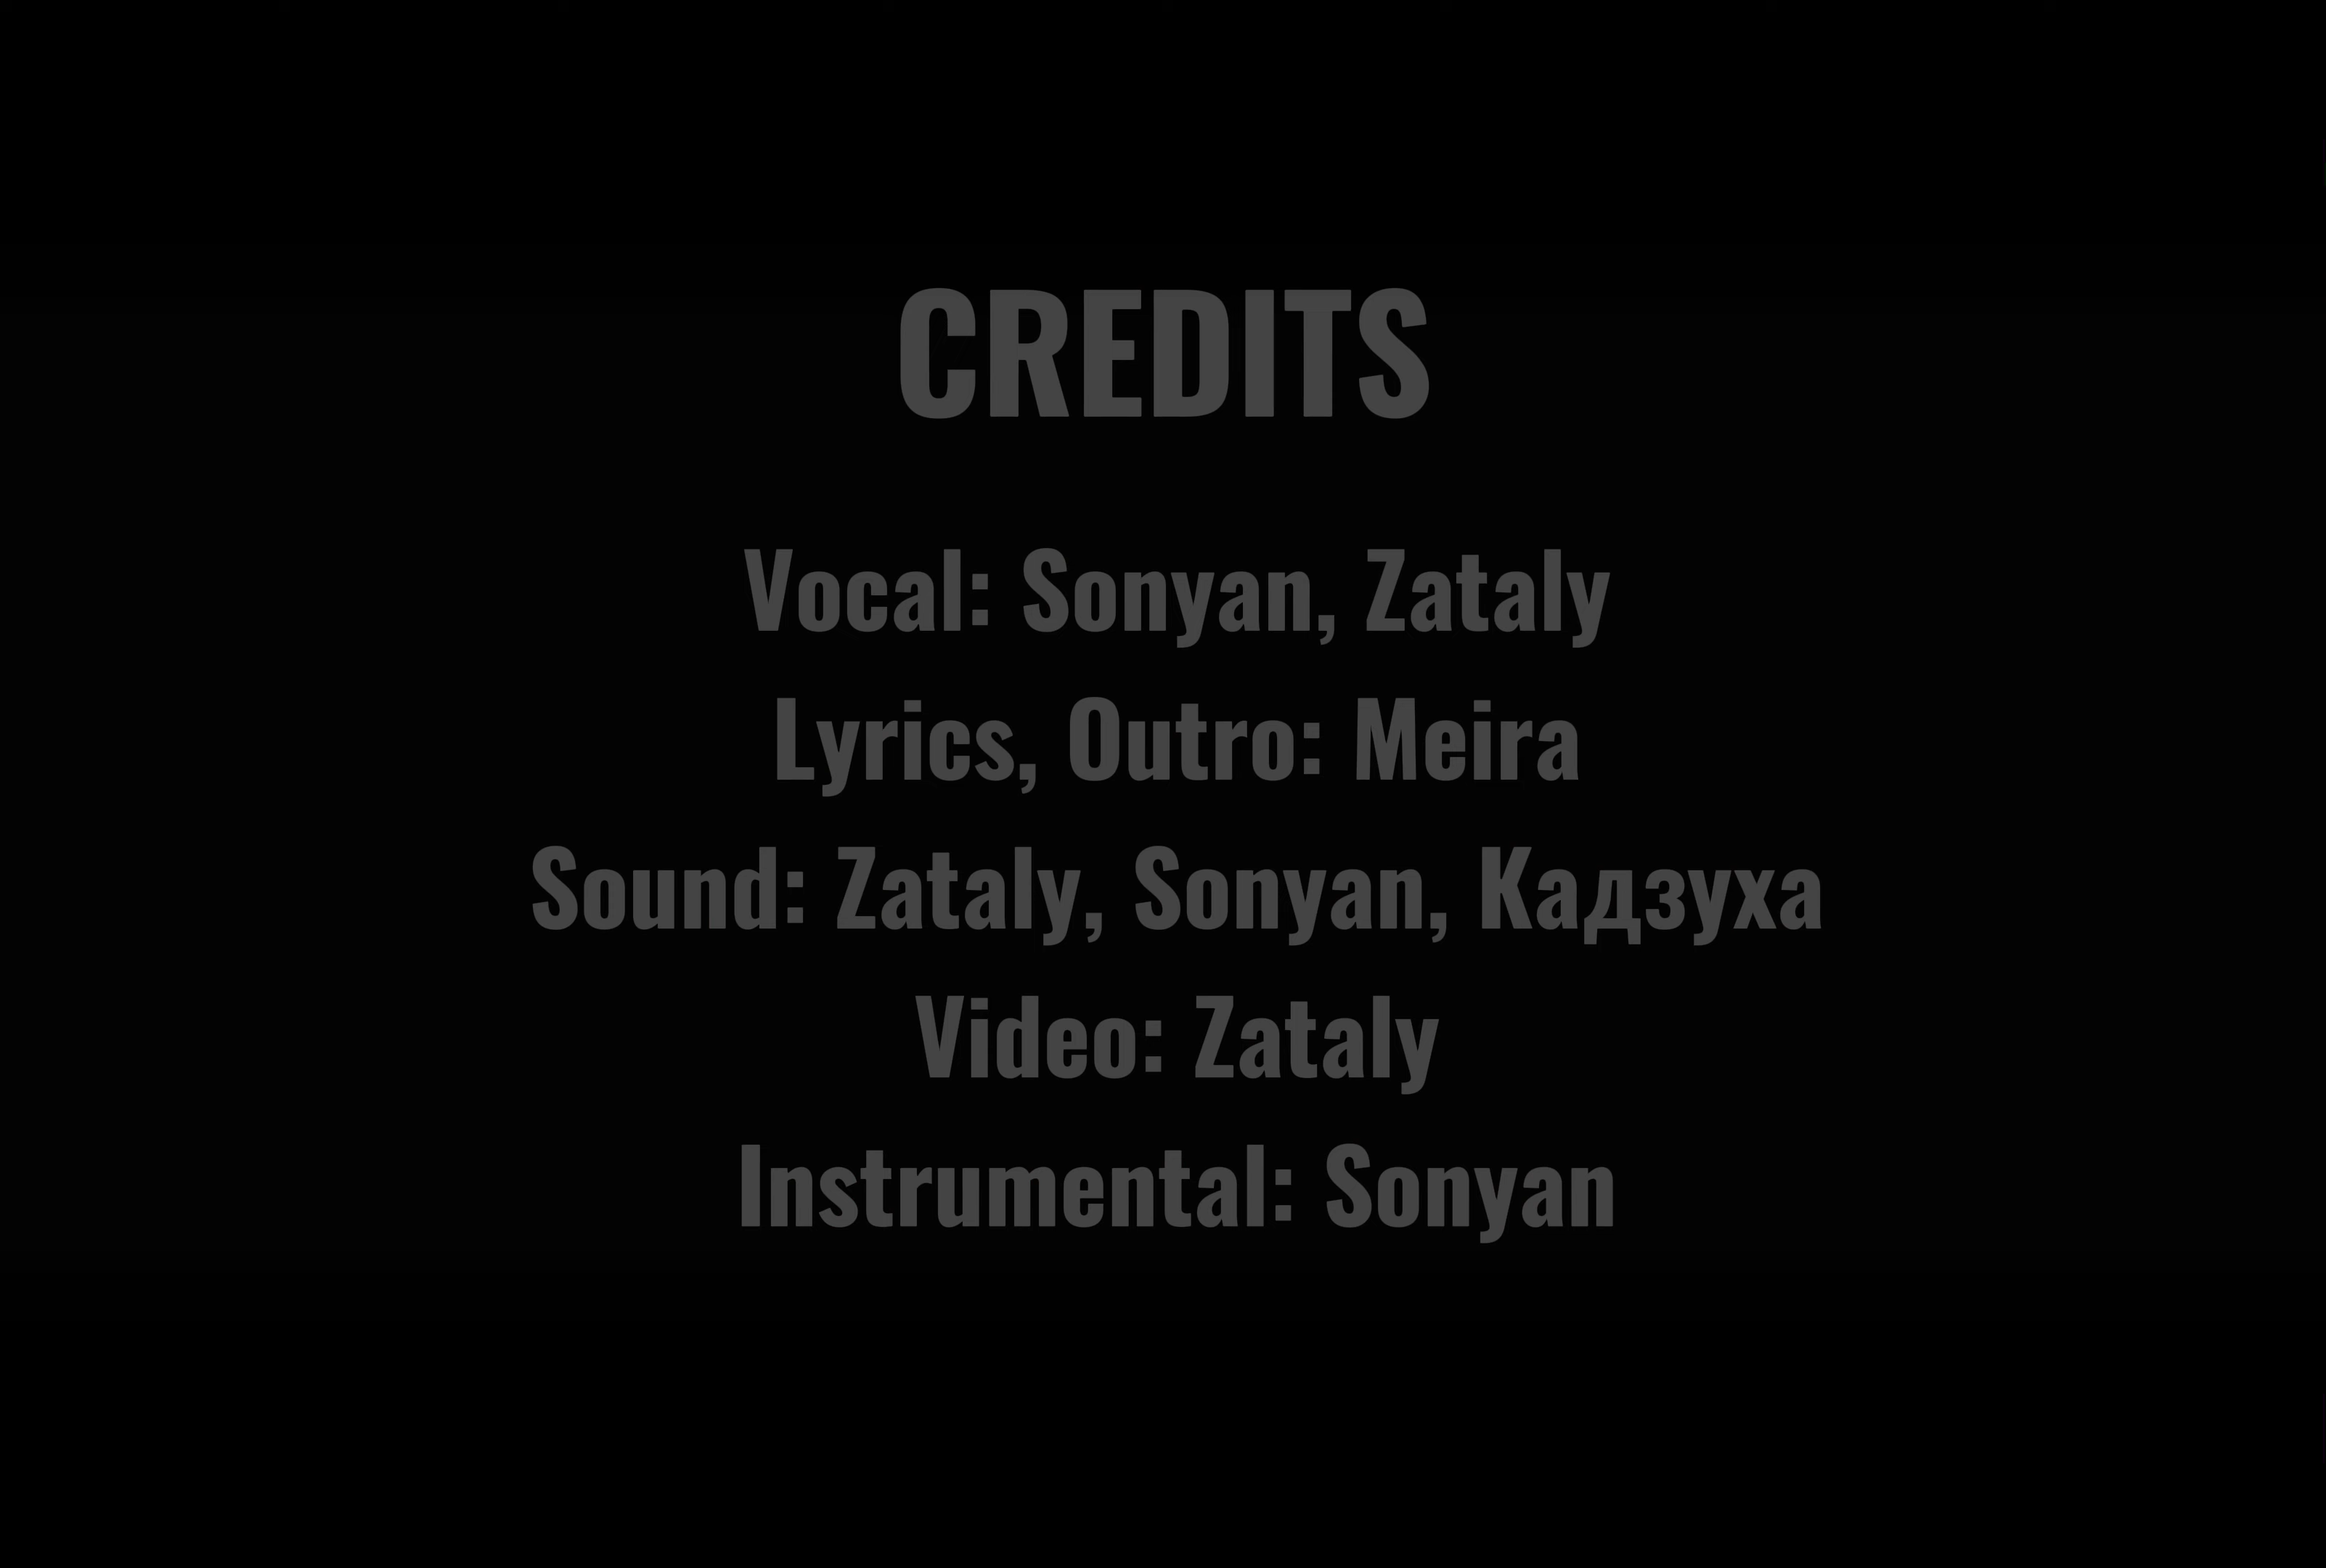 CREDITS
Vocal: Sonyan, Zataly
Lyrics, Outro: Meira
Sound: Zataly, Sonyan, Кадзуха
Video: Zataly
Instrumental: Sonyan